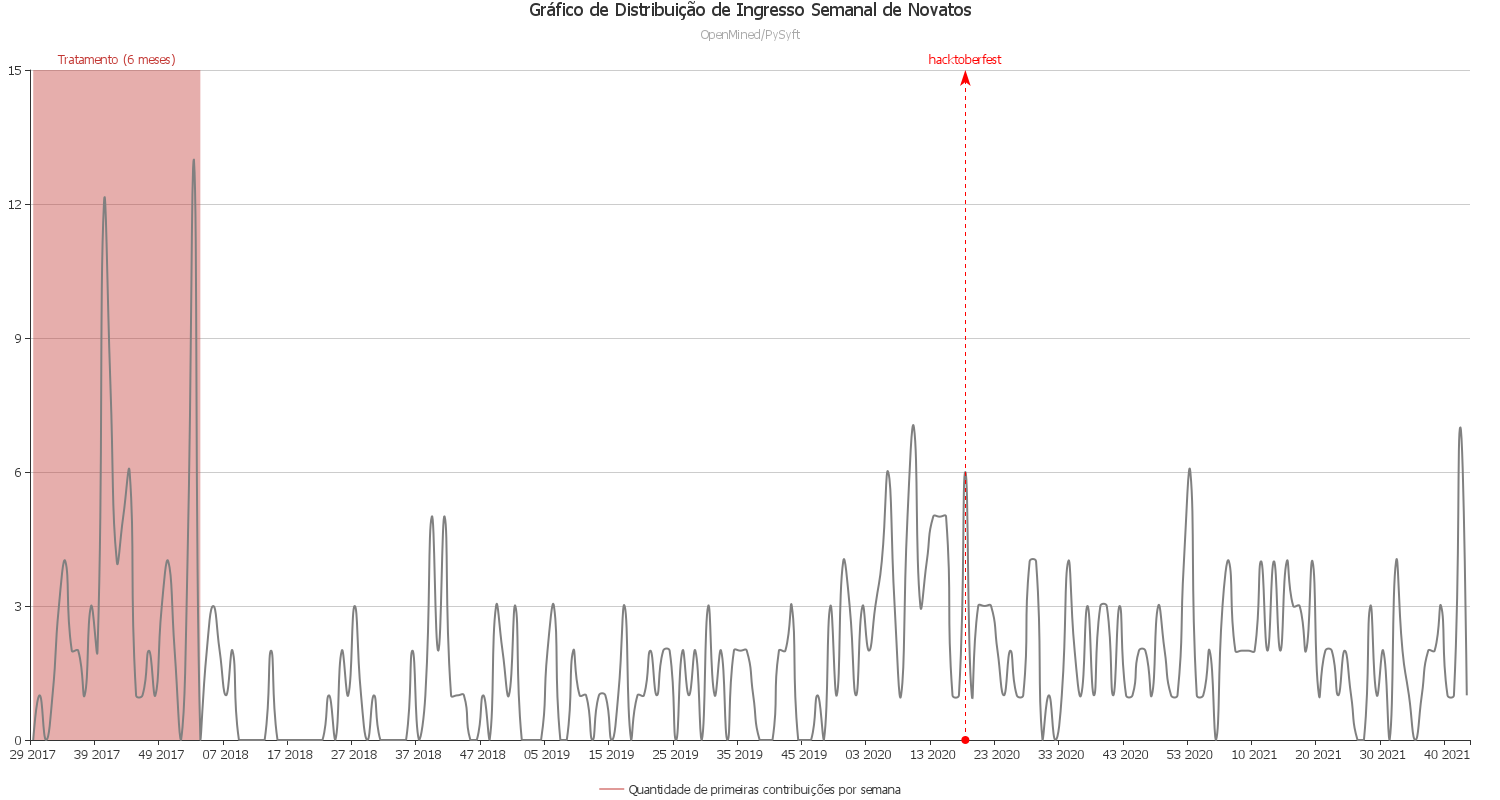 Gráfico de Distribuição de Ingresso Semanal de Novatos
OpenMined/PySyft
Tratamento (6 meses)
hacktoberfest
15
12
9
6
3
0
29 2017 39 2017 49 2017 07 2018 17 2018 27 2018 37 2018 47 2018 05 2019 15 2019 25 2019 35 2019 45 2019 03 2020 13 2020 23 2020 33 2020 43 2020 53 2020 10 2021 20 2021 30 2021 40 2021
Quantidade de primeiras contribuições por semana